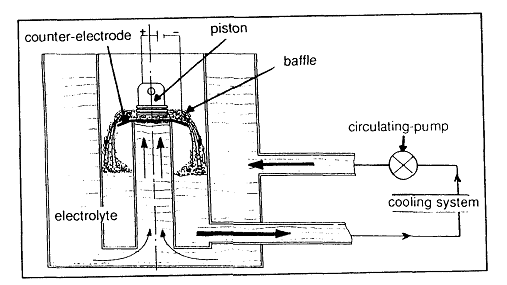 piston
counter-electrode
+ -
baffle
circulating-pump
cooling system
electrolyte